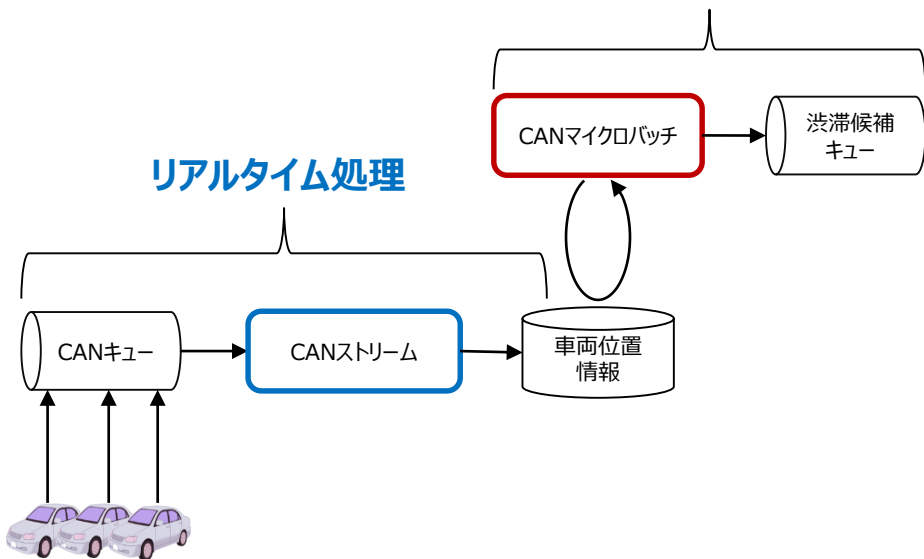 CANマイクロバッチ
渋滞候補
キュー
リアルタイム処理
CANキュー
CANストリーム
車両位置
情報